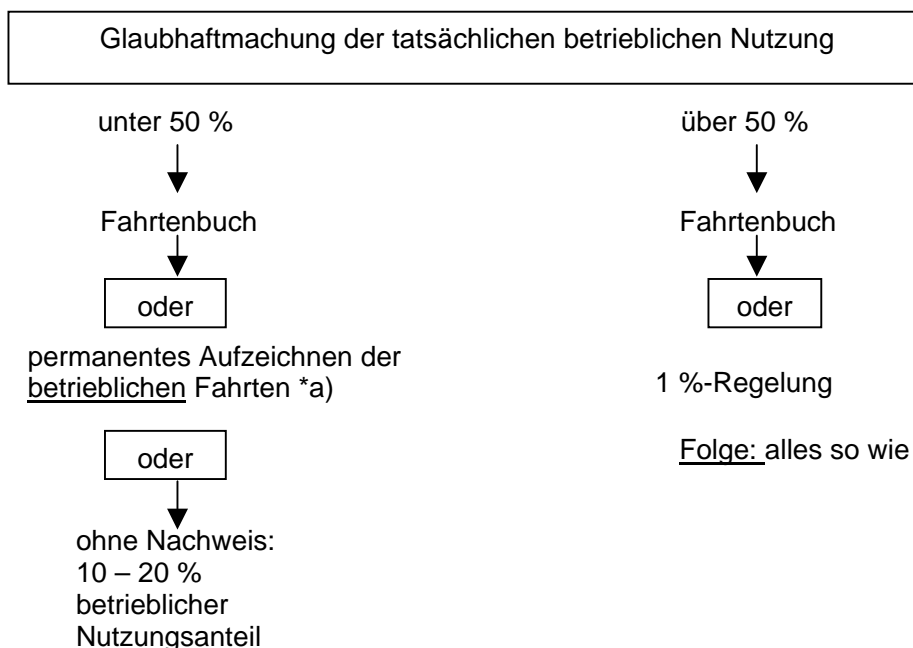 Glaubhaftmachung der tatsächlichen betrieblichen Nutzung
unter 50 %
Fahrtenbuch
oder
permanentes Aufzeichnen der
betrieblichen Fahrten *a)
oder
ohne Nachweis:
10 – 20 %
betrieblicher
Nutzungsanteil
über 50 %
Fahrtenbuch
oder
1 %-Regelung
Folge: alles so wie